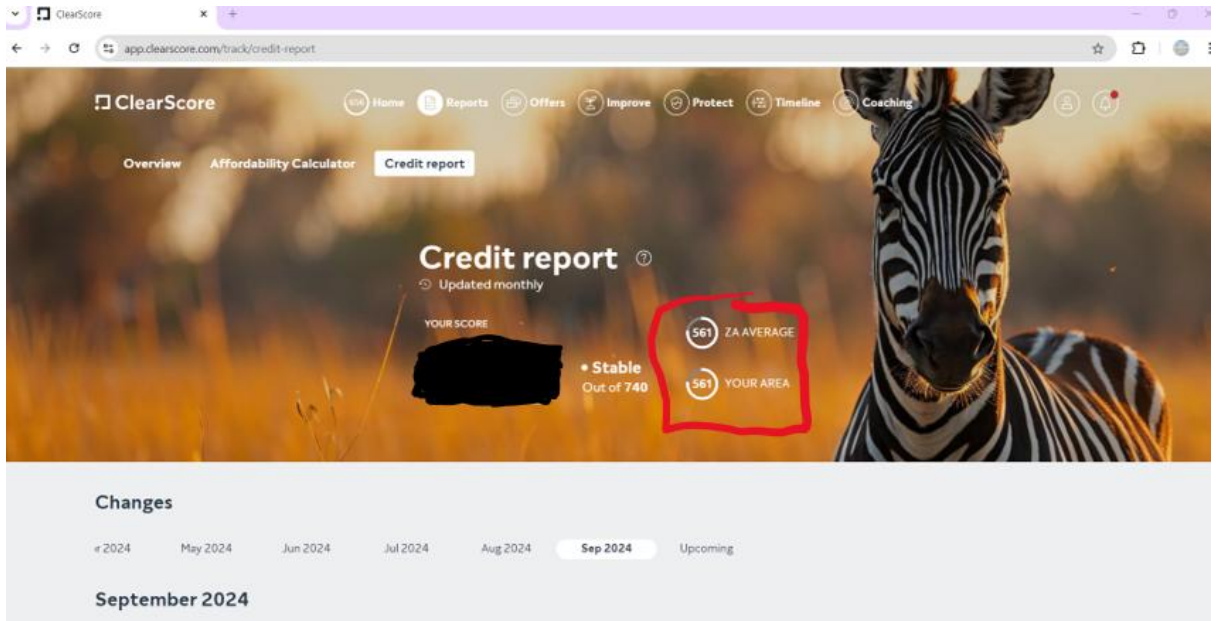 ClearScore
app.clearscore.com/track/credit-report
ClearScore
Home Reports Offers Improve Protect Timeline Coaching
Overview Affordability Calculator Credit report
Credit report
Updated monthly
YOUR SCORE
• Stable
Out of 740
561 ZA AVERAGE
561 YOUR AREA
Changes
2024 May 2024 Jun 2024 Jul 2024 Aug 2024 Sep 2024 Upcoming
September 2024